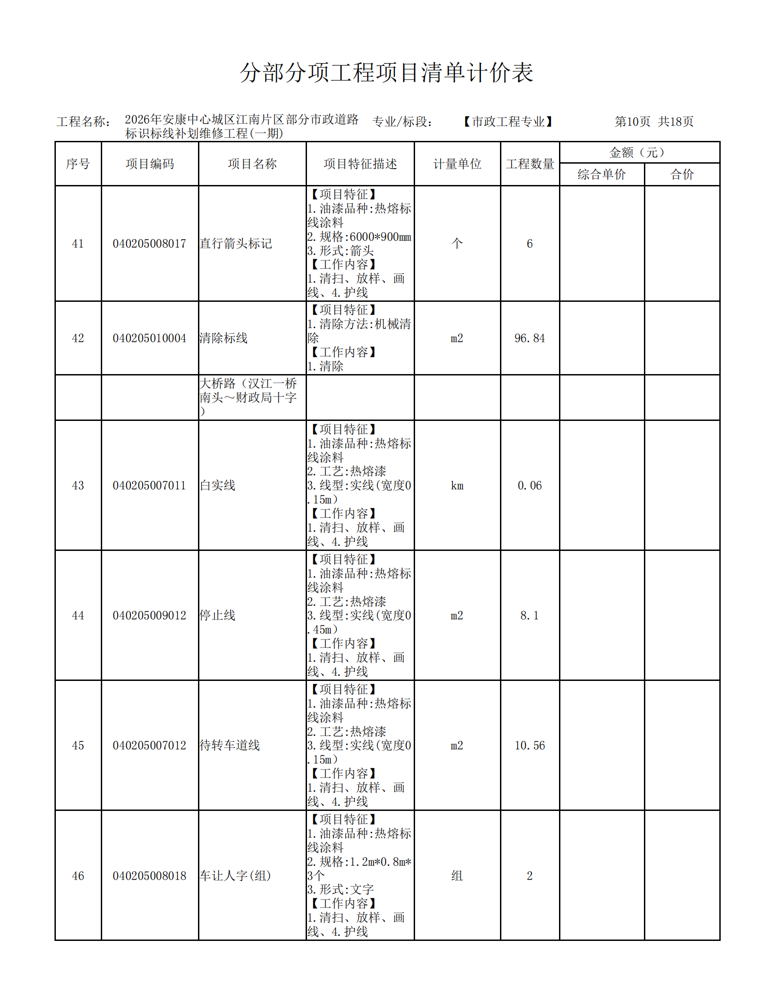 分部分项工程项目清单计价表
工程名称: 2026年安康中心城区江南片区部分市政道路标识标线补划维修工程(一期) 专业/标段: 【市政工程专业】 第10页 共18页
序号 项目编码 项目名称 项目特征描述 计量单位 工程数量 金额（元）
综合单价 合价
41 040205008017 直行箭头标记
【项目特征】
1.油漆品种:热熔标
线涂料
2.规格:6000*900mm
3.形式:箭头
【工作内容】
1.清扫、放样、画
线、4.护线
个 6
42 040205010004 清除标线
【项目特征】
1.清除方法:机械清
除
【工作内容】
1.清除
m2 96.84
大桥路（汉江一桥
南头～财政局十字
）
43 040205007011 白实线
【项目特征】
1.油漆品种:热熔标
线涂料
2.工艺:热熔漆
3.线型:实线(宽度0
.15m）
【工作内容】
1.清扫、放样、画
线、4.护线
km 0.06
44 040205009012 停止线
【项目特征】
1.油漆品种:热熔标
线涂料
2.工艺:热熔漆
3.线型:实线(宽度0
.45m）
【工作内容】
1.清扫、放样、画
线、4.护线
m2 8.1
45 040205007012 待转车道线
【项目特征】
1.油漆品种:热熔标
线涂料
2.工艺:热熔漆
3.线型:实线(宽度0
.15m）
【工作内容】
1.清扫、放样、画
线、4.护线
m2 10.56
46 040205008018 车让人字(组)
【项目特征】
1.油漆品种:热熔标
线涂料
2.规格:1.2m*0.8m*
3个
3.形式:文字
【工作内容】
1.清扫、放样、画
线、4.护线
组 2